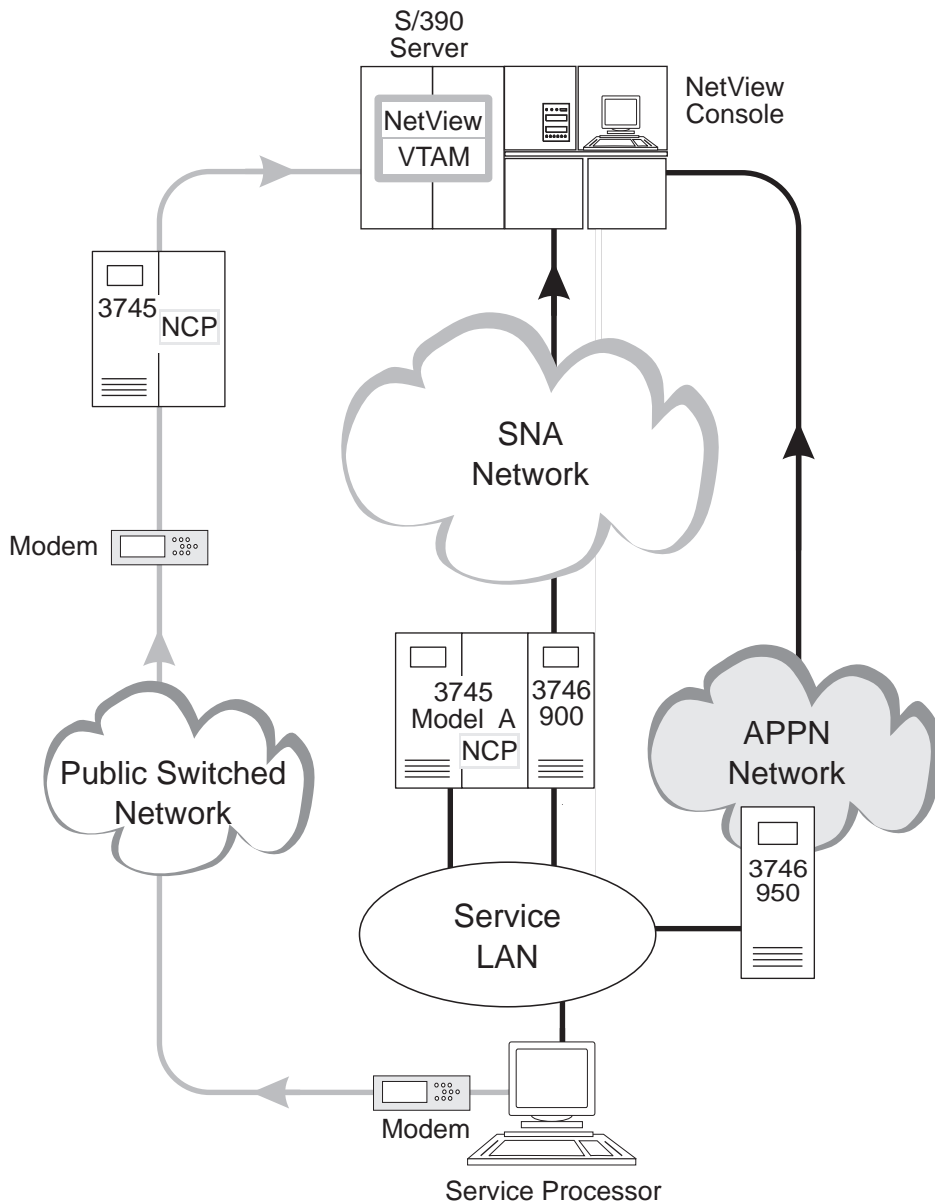 S/390
Server
NetView
Console
NetView
VTAM
3745
NCP
SNA
Network
Modem
3745
Model A
NCP
3746
900
APPN
Network
Public Switched
Network
3746
950
Service
LAN
Modem
Service Processor